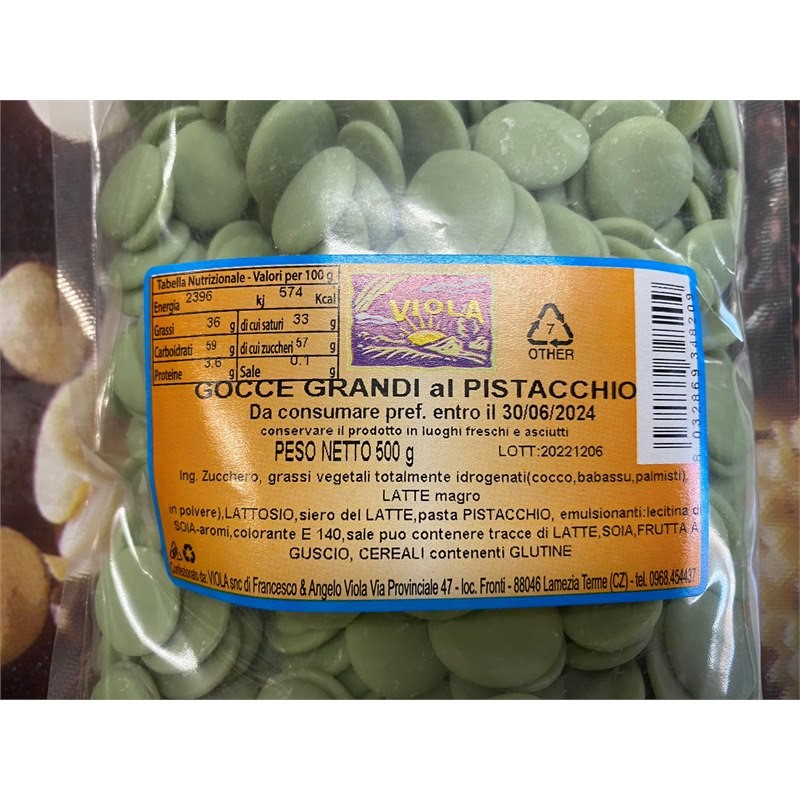 Tabella Nutrizionale - Valori per 100 g
Energia 2396 kj 574 Kcal
Grassi 36 g di cui saturi 33 g
Carboidrati 59 g di cui zuccheri 57 g
Proteine 3,6 g Sale 0.1 g
VIOLA
7
OTHER
GOCCE GRANDI al PISTACCHIO
Da consumare pref. entro il 30/06/2024
conservare il prodotto in luoghi freschi e asciutti
PESO NETTO 500 g LOTT:20221206
Ing. Zucchero, grassi vegetali totalmente idrogenati(cocco,babassu,palmisti),
LATTE magro
in polvere),LATTOSIO,siero del LATTE,pasta PISTACCHIO, emulsionanti:lecitina di
SOIA-aromi,colorante E 140,sale puo contenere tracce di LATTE,SOIA,FRUTTA A
GUSCIO, CEREALI contenenti GLUTINE
Confezionato da: VIOLA snc di Francesco & Angelo Viola Via Provinciale 47 - loc. Fronti - 88046 Lamezia Terme (CZ) - tel. 0968.454437
8 032869 348209